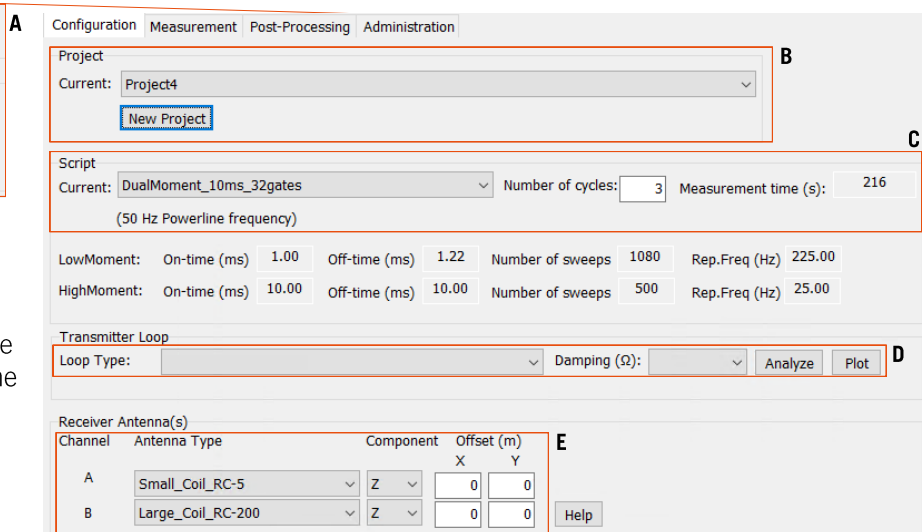 A
Configuration Measurement Post-Processing Administration
Project
B
Current: Project4
New Project
C
Script
Current: DualMoment_10ms_32gates Number of cycles: 3 Measurement time (s): 216
(50 Hz Powerline frequency)
LowMoment: On-time (ms) 1.00 Off-time (ms) 1.22 Number of sweeps 1080 Rep.Freq (Hz) 225.00
HighMoment: On-time (ms) 10.00 Off-time (ms) 10.00 Number of sweeps 500 Rep.Freq (Hz) 25.00
Transmitter Loop
Loop Type: Damping (Ω): Analyze Plot D
Receiver Antenna(s)
Channel Antenna Type Component Offset (m) E
X Y
A Small_Coil_RC-5 Z 0 0
B Large_Coil_RC-200 Z 0 0 Help